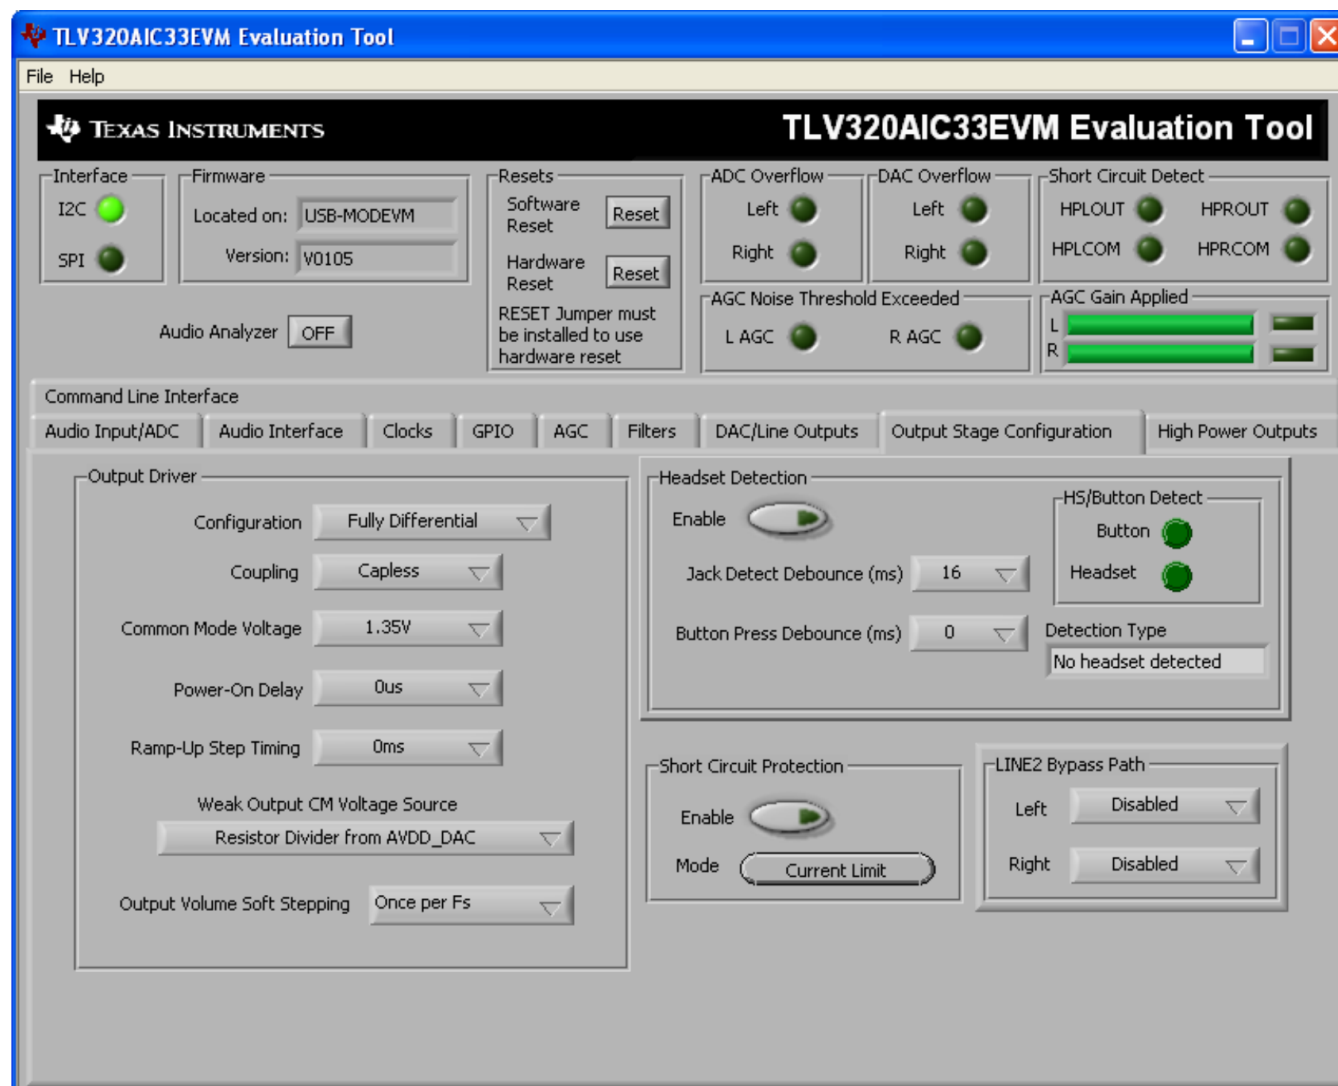 TLV320AIC33EVM Evaluation Tool
File Help
TEXAS INSTRUMENTS
TLV320AIC33EVM Evaluation Tool
Interface
I2C
SPI
Firmware
Located on: USB-MODEVM
Version: V0105
Audio Analyzer OFF
Resets
Software
Reset
Reset
Hardware
Reset
Reset
RESET Jumper must
be installed to use
hardware reset
ADC Overflow
Left
Right
DAC Overflow
Left
Right
Short Circuit Detect
HPLOUT HPROUT
HPLCOM HPRCOM
AGC Noise Threshold Exceeded
L AGC R AGC
AGC Gain Applied
L
R
Command Line Interface
Audio Input/ADC Audio Interface Clocks GPIO AGC Filters DAC/Line Outputs Output Stage Configuration High Power Outputs
Output Driver
Configuration Fully Differential
Coupling Capless
Common Mode Voltage 1.35V
Power-On Delay 0us
Ramp-Up Step Timing 0ms
Weak Output CM Voltage Source
Resistor Divider from AVDD_DAC
Output Volume Soft Stepping Once per Fs
Headset Detection
Enable
Jack Detect Debounce (ms) 16
Button Press Debounce (ms) 0
HS/Button Detect
Button
Headset
Detection Type
No headset detected
Short Circuit Protection
Enable
Mode Current Limit
LINE2 Bypass Path
Left Disabled
Right Disabled